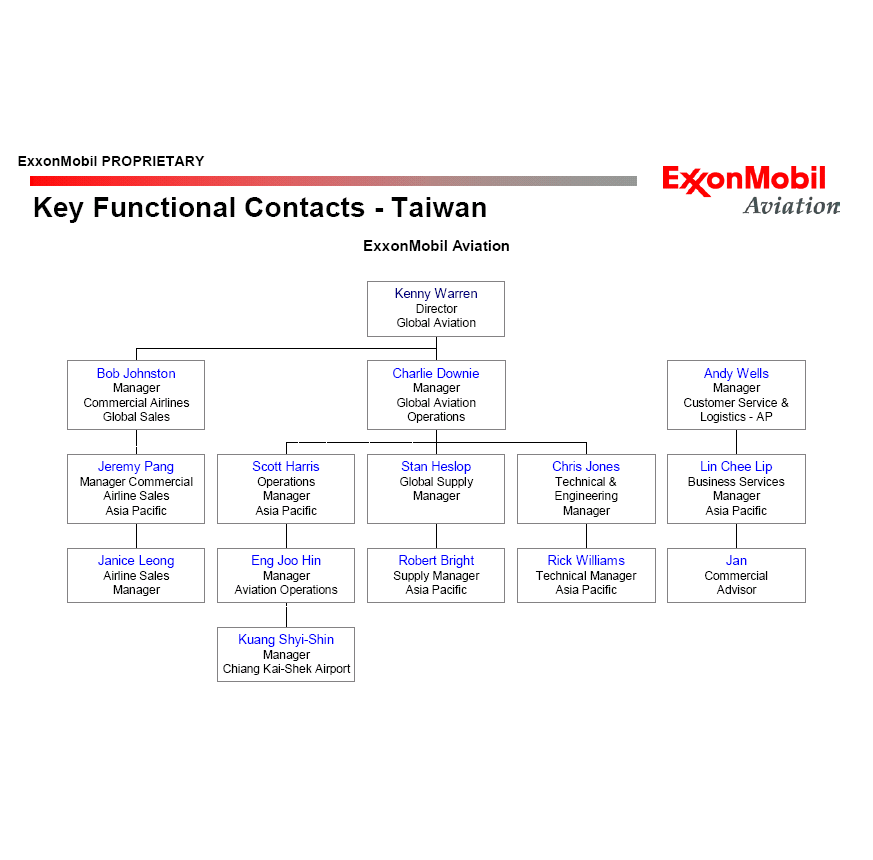 ExxonMobil PROPRIETARY
ExxonMobil
Aviation
Key Functional Contacts - Taiwan
ExxonMobil Aviation
Kenny Warren
Director
Global Aviation
Bob Johnston
Manager
Commercial Airlines
Global Sales
Charlie Downie
Manager
Global Aviation
Operations
Andy Wells
Manager
Customer Service &
Logistics - AP
Jeremy Pang
Manager Commercial
Airline Sales
Asia Pacific
Scott Harris
Operations
Manager
Asia Pacific
Stan Heslop
Global Supply
Manager
Chris Jones
Technical &
Engineering
Manager
Lin Chee Lip
Business Services
Manager
Asia Pacific
Janice Leong
Airline Sales
Manager
Eng Joo Hin
Manager
Aviation Operations
Robert Bright
Supply Manager
Asia Pacific
Rick Williams
Technical Manager
Asia Pacific
Jan
Commercial
Advisor
Kuang Shyi-Shin
Manager
Chiang Kai-Shek Airport